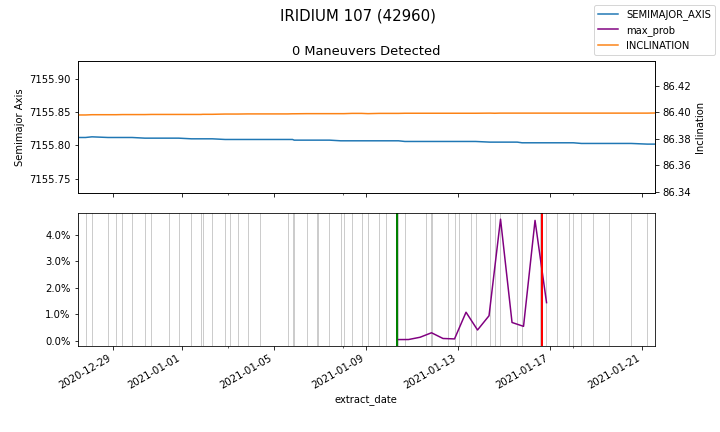 IRIDIUM 107 (42960)
SEMIMAJOR_AXIS
max_prob
INCLINATION
0 Maneuvers Detected
Semimajor Axis
7155.90
7155.85
7155.80
7155.75
86.42
86.40
86.38
86.36
86.34
Inclination
4.0%
3.0%
2.0%
1.0%
0.0%
2020-12-29
2021-01-01
2021-01-05
2021-01-09
2021-01-13
2021-01-17
2021-01-21
extract_date